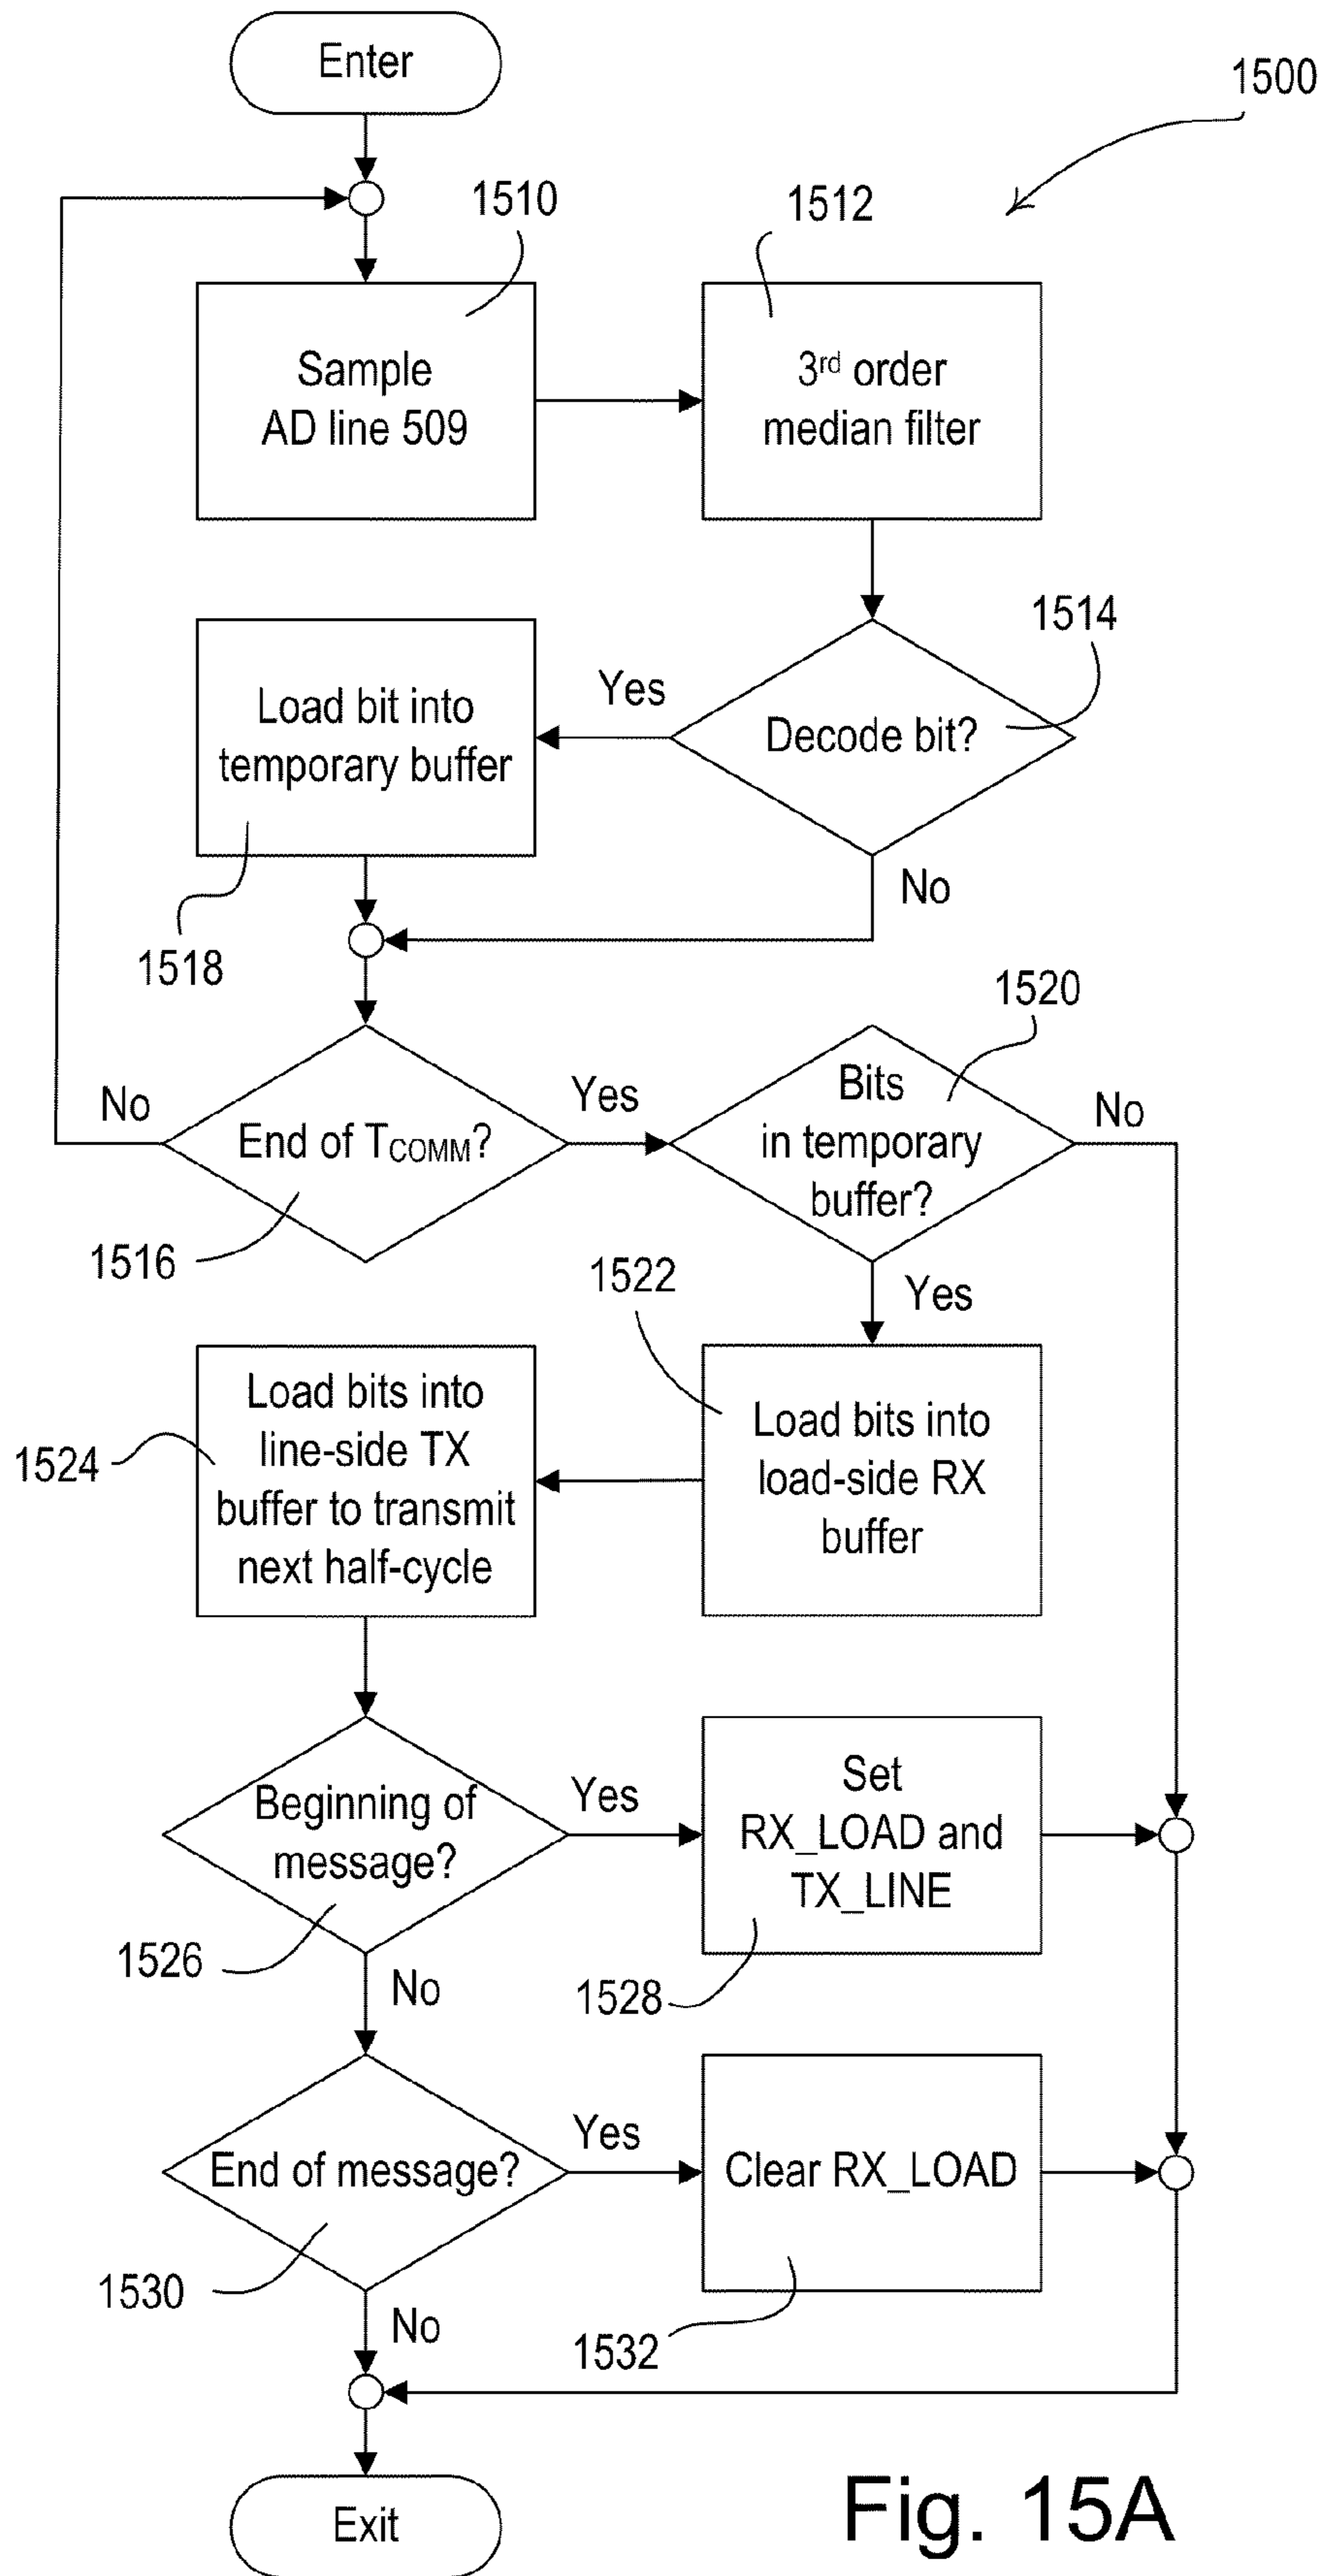 Enter
1500
1510
1512
Sample
AD line 509
3rd order
median filter
1514
Load bit into
temporary buffer
Yes
Decode bit?
No
1518
1520
No
End of TCOMM?
Yes
Bits
in temporary
buffer?
No
1516
1522
Yes
1524
Load bits into
line-side TX
buffer to transmit
next half-cycle
Load bits into
load-side RX
buffer
Beginning of
message?
Yes
Set
RX_LOAD and
TX_LINE
1526
No
1528
End of message?
Yes
Clear RX_LOAD
1530
No
1532
Exit
Fig. 15A